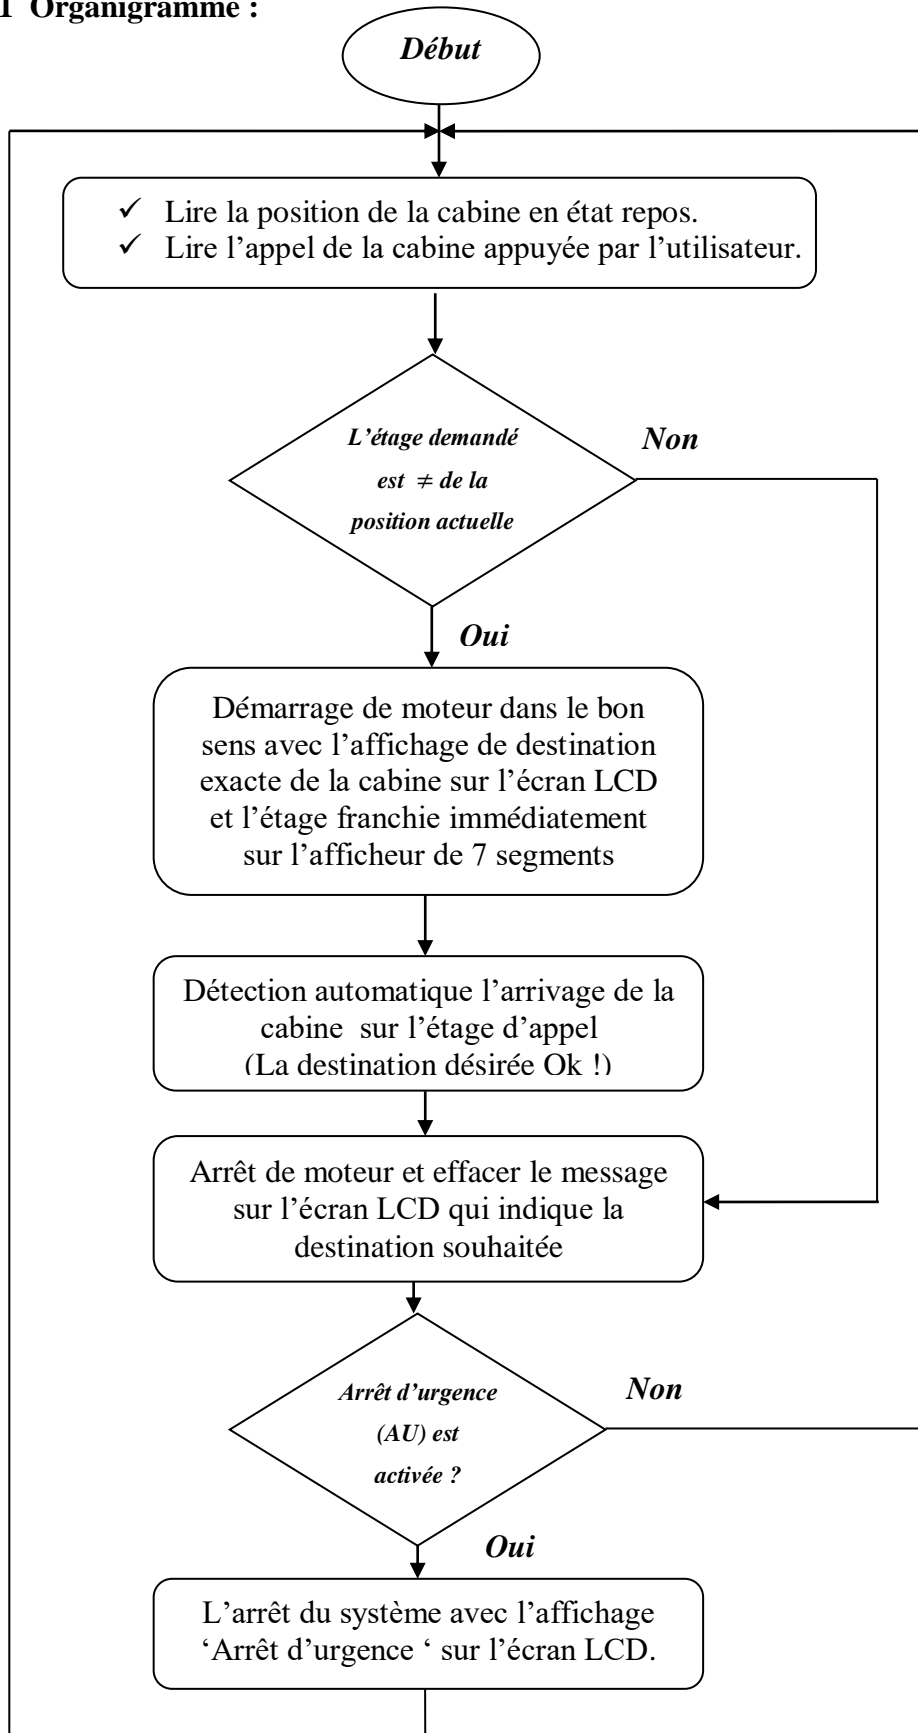 1 Organigramme :
Début
✓ Lire la position de la cabine en état repos.
✓ Lire l’appel de la cabine appuyée par l’utilisateur.
L’étage demandé
est ≠ de la
position actuelle
Non
Oui
Démarrage de moteur dans le bon
sens avec l’affichage de destination
exacte de la cabine sur l’écran LCD
et l’étage franchie immédiatement
sur l’afficheur de 7 segments
Détection automatique l’arrivage de la
cabine sur l’étage d’appel
(La destination désirée Ok !)
Arrêt de moteur et effacer le message
sur l’écran LCD qui indique la
destination souhaitée
Arrêt d’urgence
(AU) est
activée ?
Non
Oui
L’arrêt du système avec l’affichage
‘Arrêt d’urgence ‘ sur l’écran LCD.